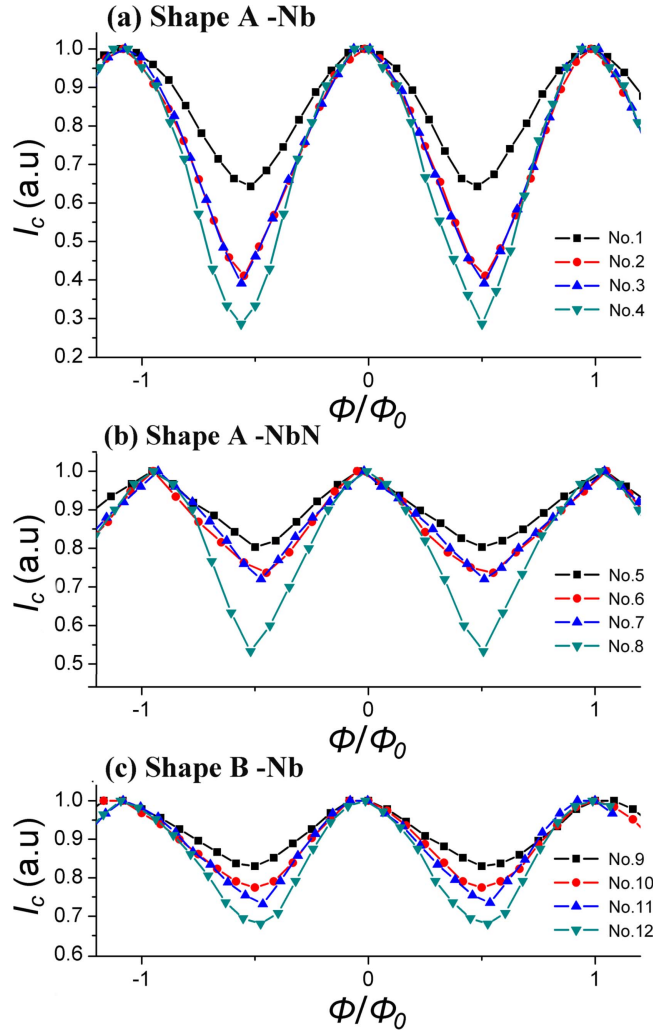 (a) Shape A -Nb
1.0
0.9
0.8
0.7
0.6
0.5
0.4
0.3
0.2
I_c (a.u)
No.1
No.2
No.3
No.4
-1 0 1
Φ/Φ_0
(b) Shape A -NbN
1.0
0.9
0.8
0.7
0.6
0.5
I_c (a.u)
No.5
No.6
No.7
No.8
-1 0 1
Φ/Φ_0
(c) Shape B -Nb
1.0
0.9
0.8
0.7
0.6
I_c (a.u)
No.9
No.10
No.11
No.12
-1 0 1
Φ/Φ_0